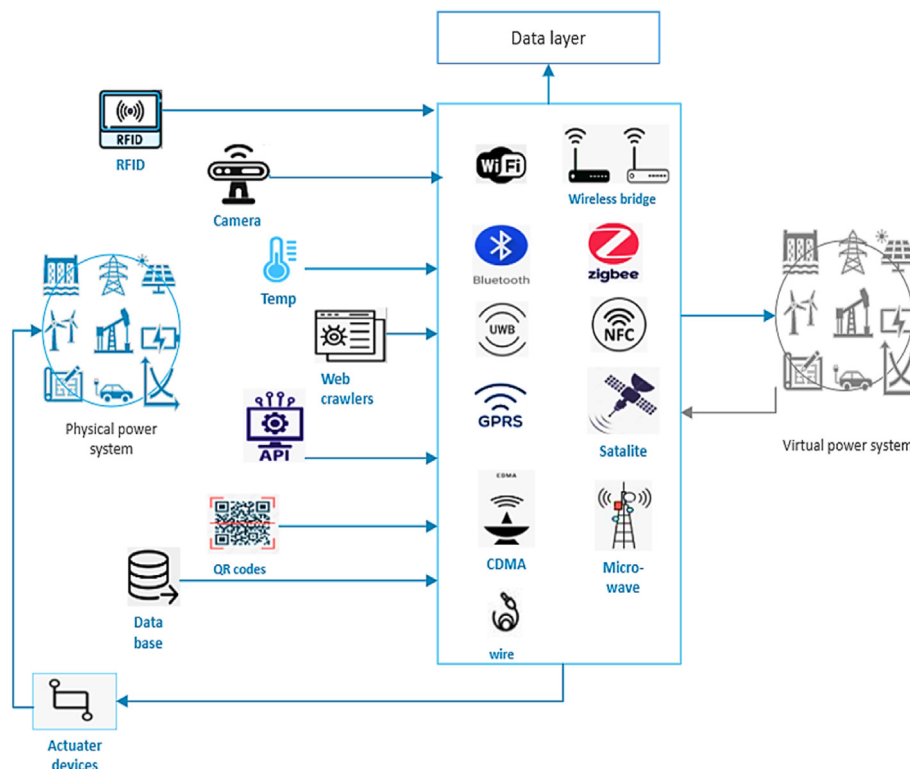 Data layer
RFID
RFID
Camera
Temp
Web
crawlers
API
QR codes
Data
base
Physical power
system
Actuater
devices
WiFi
Wireless bridge
Bluetooth
zigbee
UWB
NFC
GPRS
Satalite
CDMA
CDMA
Micro-
wave
wire
Virtual power system